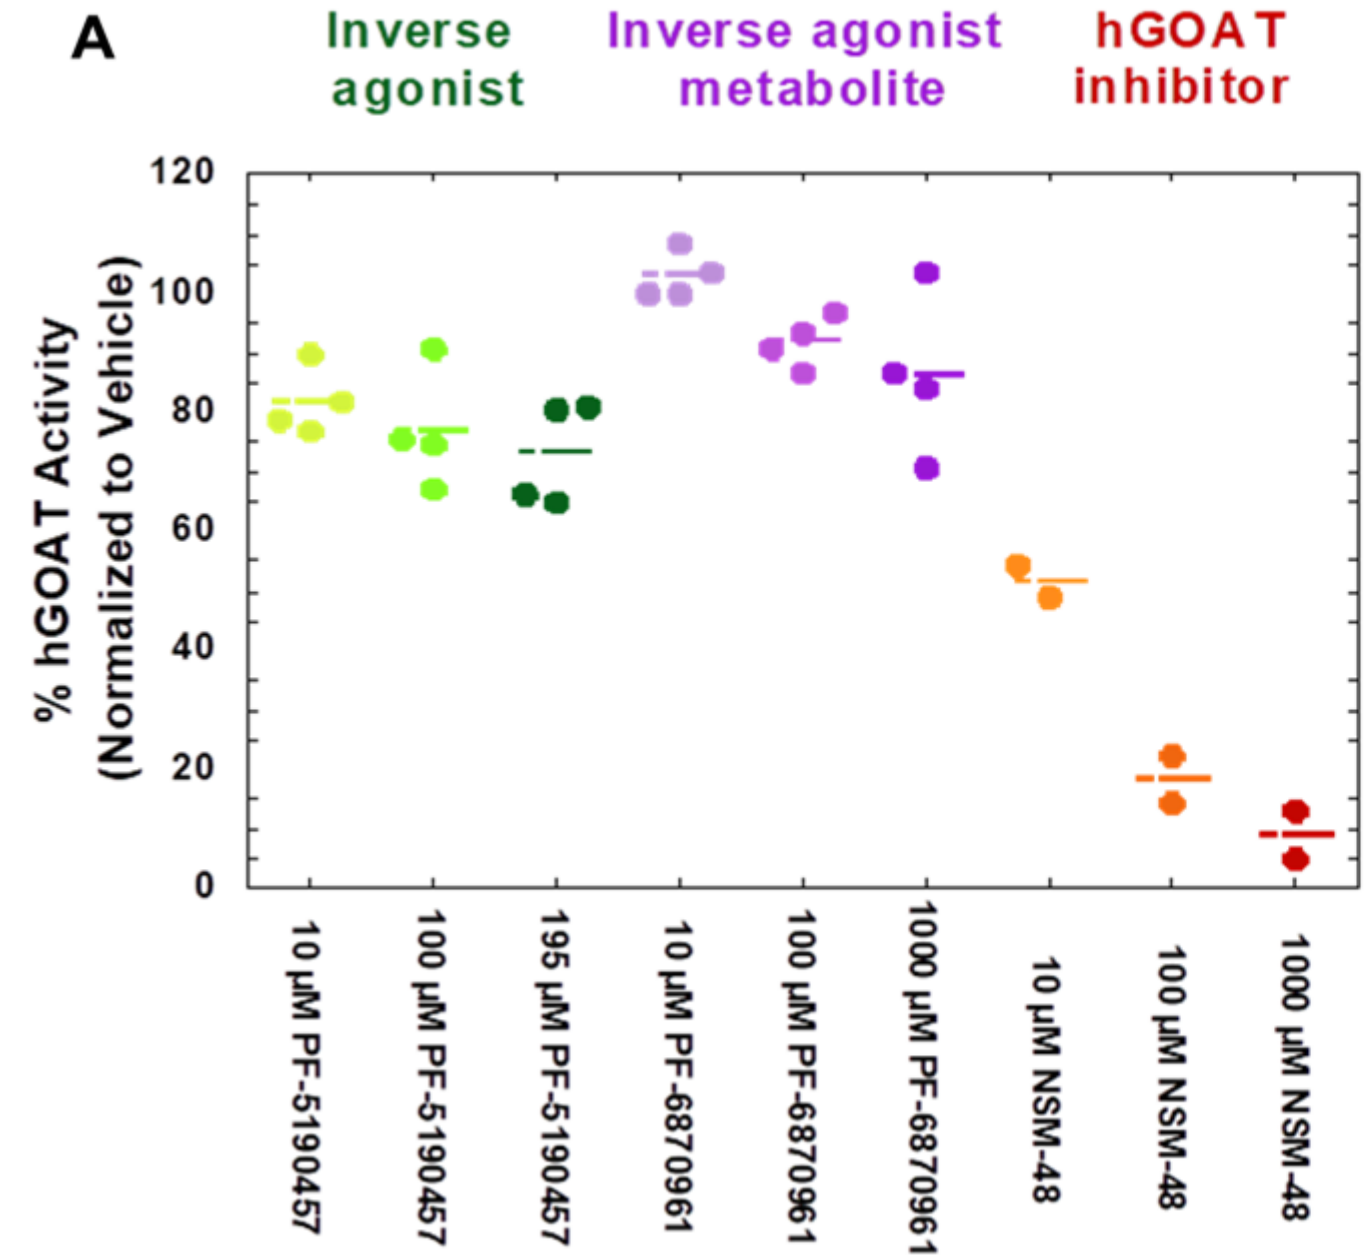 A
Inverse
agonist
Inverse agonist
metabolite
hGOAT
inhibitor
% hGOAT Activity
(Normalized to Vehicle)
120
100
80
60
40
20
0
10 µM PF-5190457
100 µM PF-5190457
195 µM PF-5190457
10 µM PF-6870961
100 µM PF-6870961
1000 µM PF-6870961
10 µM NSM-48
100 µM NSM-48
1000 µM NSM-48